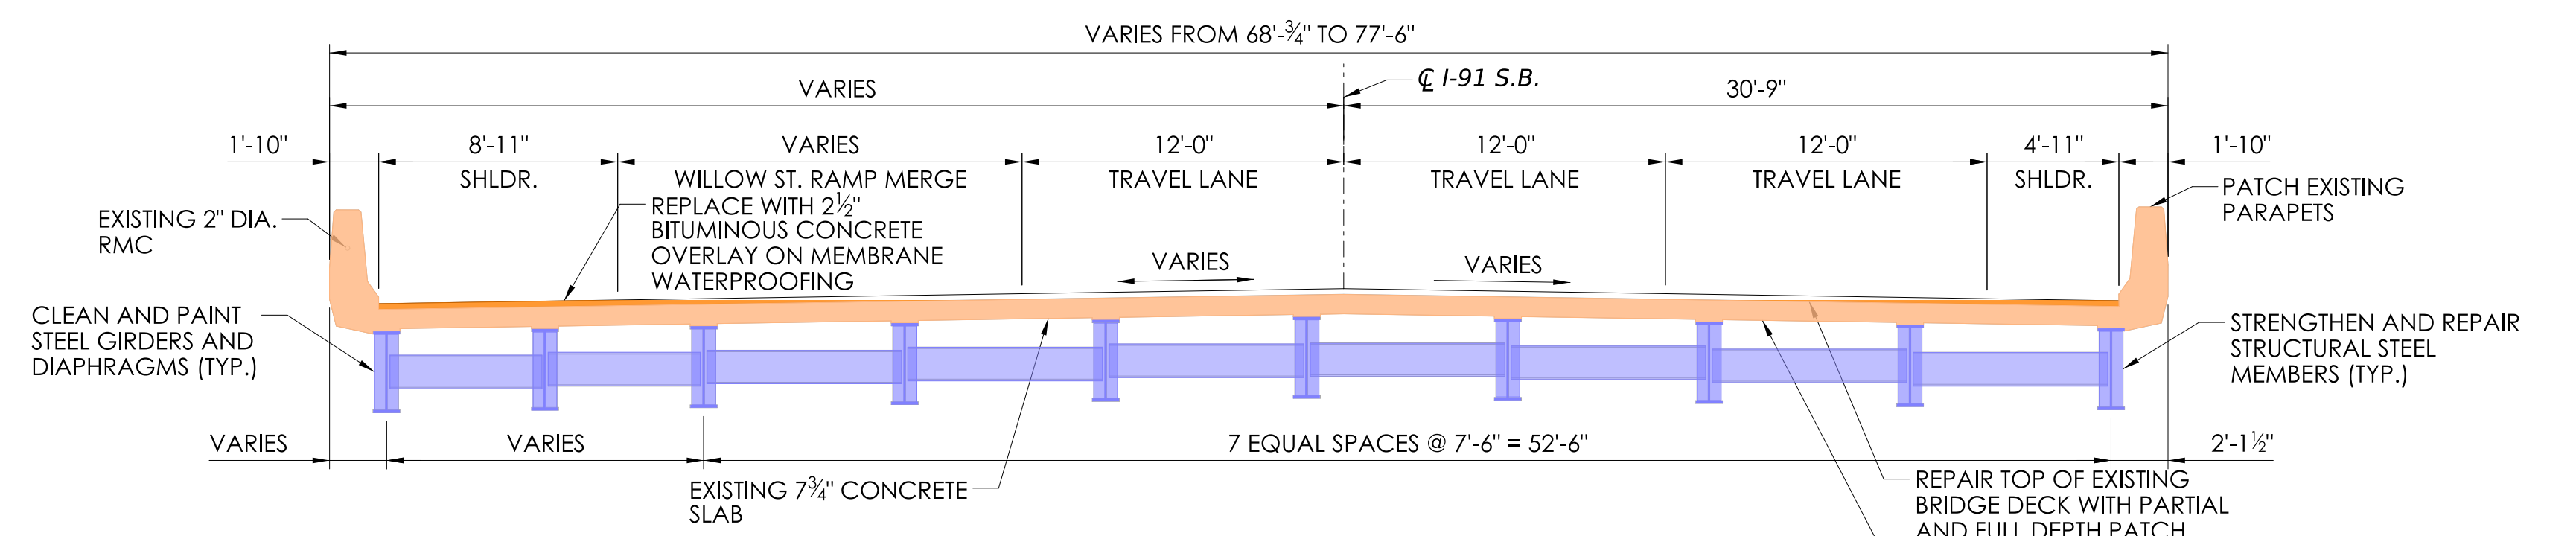 VARIES FROM 68'-¾" TO 77'-6"
VARIES
℄ I-91 S.B.
30'-9"
1'-10"
8'-11"
VARIES
12'-0"
12'-0"
12'-0"
4'-11"
1'-10"
SHLDR.
WILLOW ST. RAMP MERGE
TRAVEL LANE
TRAVEL LANE
TRAVEL LANE
SHLDR.
EXISTING 2" DIA.
RMC
REPLACE WITH 2½"
BITUMINOUS CONCRETE
OVERLAY ON MEMBRANE
WATERPROOFING
VARIES
VARIES
PATCH EXISTING
PARAPETS
CLEAN AND PAINT
STEEL GIRDERS AND
DIAPHRAGMS (TYP.)
STRENGTHEN AND REPAIR
STRUCTURAL STEEL
MEMBERS (TYP.)
VARIES
VARIES
7 EQUAL SPACES @ 7'-6" = 52'-6"
2'-1½"
EXISTING 7¾" CONCRETE
SLAB
REPAIR TOP OF EXISTING
BRIDGE DECK WITH PARTIAL
AND FULL DEPTH PATCH